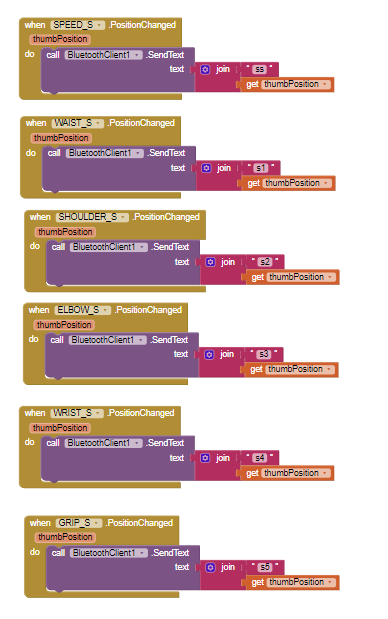 when SPEED_S .PositionChanged
thumbPosition
do call BluetoothClient1 .SendText
text join " ss "
get thumbPosition
when WAIST_S .PositionChanged
thumbPosition
do call BluetoothClient1 .SendText
text join " s1 "
get thumbPosition
when SHOULDER_S .PositionChanged
thumbPosition
do call BluetoothClient1 .SendText
text join " s2 "
get thumbPosition
when ELBOW_S .PositionChanged
thumbPosition
do call BluetoothClient1 .SendText
text join " s3 "
get thumbPosition
when WRIST_S .PositionChanged
thumbPosition
do call BluetoothClient1 .SendText
text join " s4 "
get thumbPosition
when GRIP_S .PositionChanged
thumbPosition
do call BluetoothClient1 .SendText
text join " s5 "
get thumbPosition